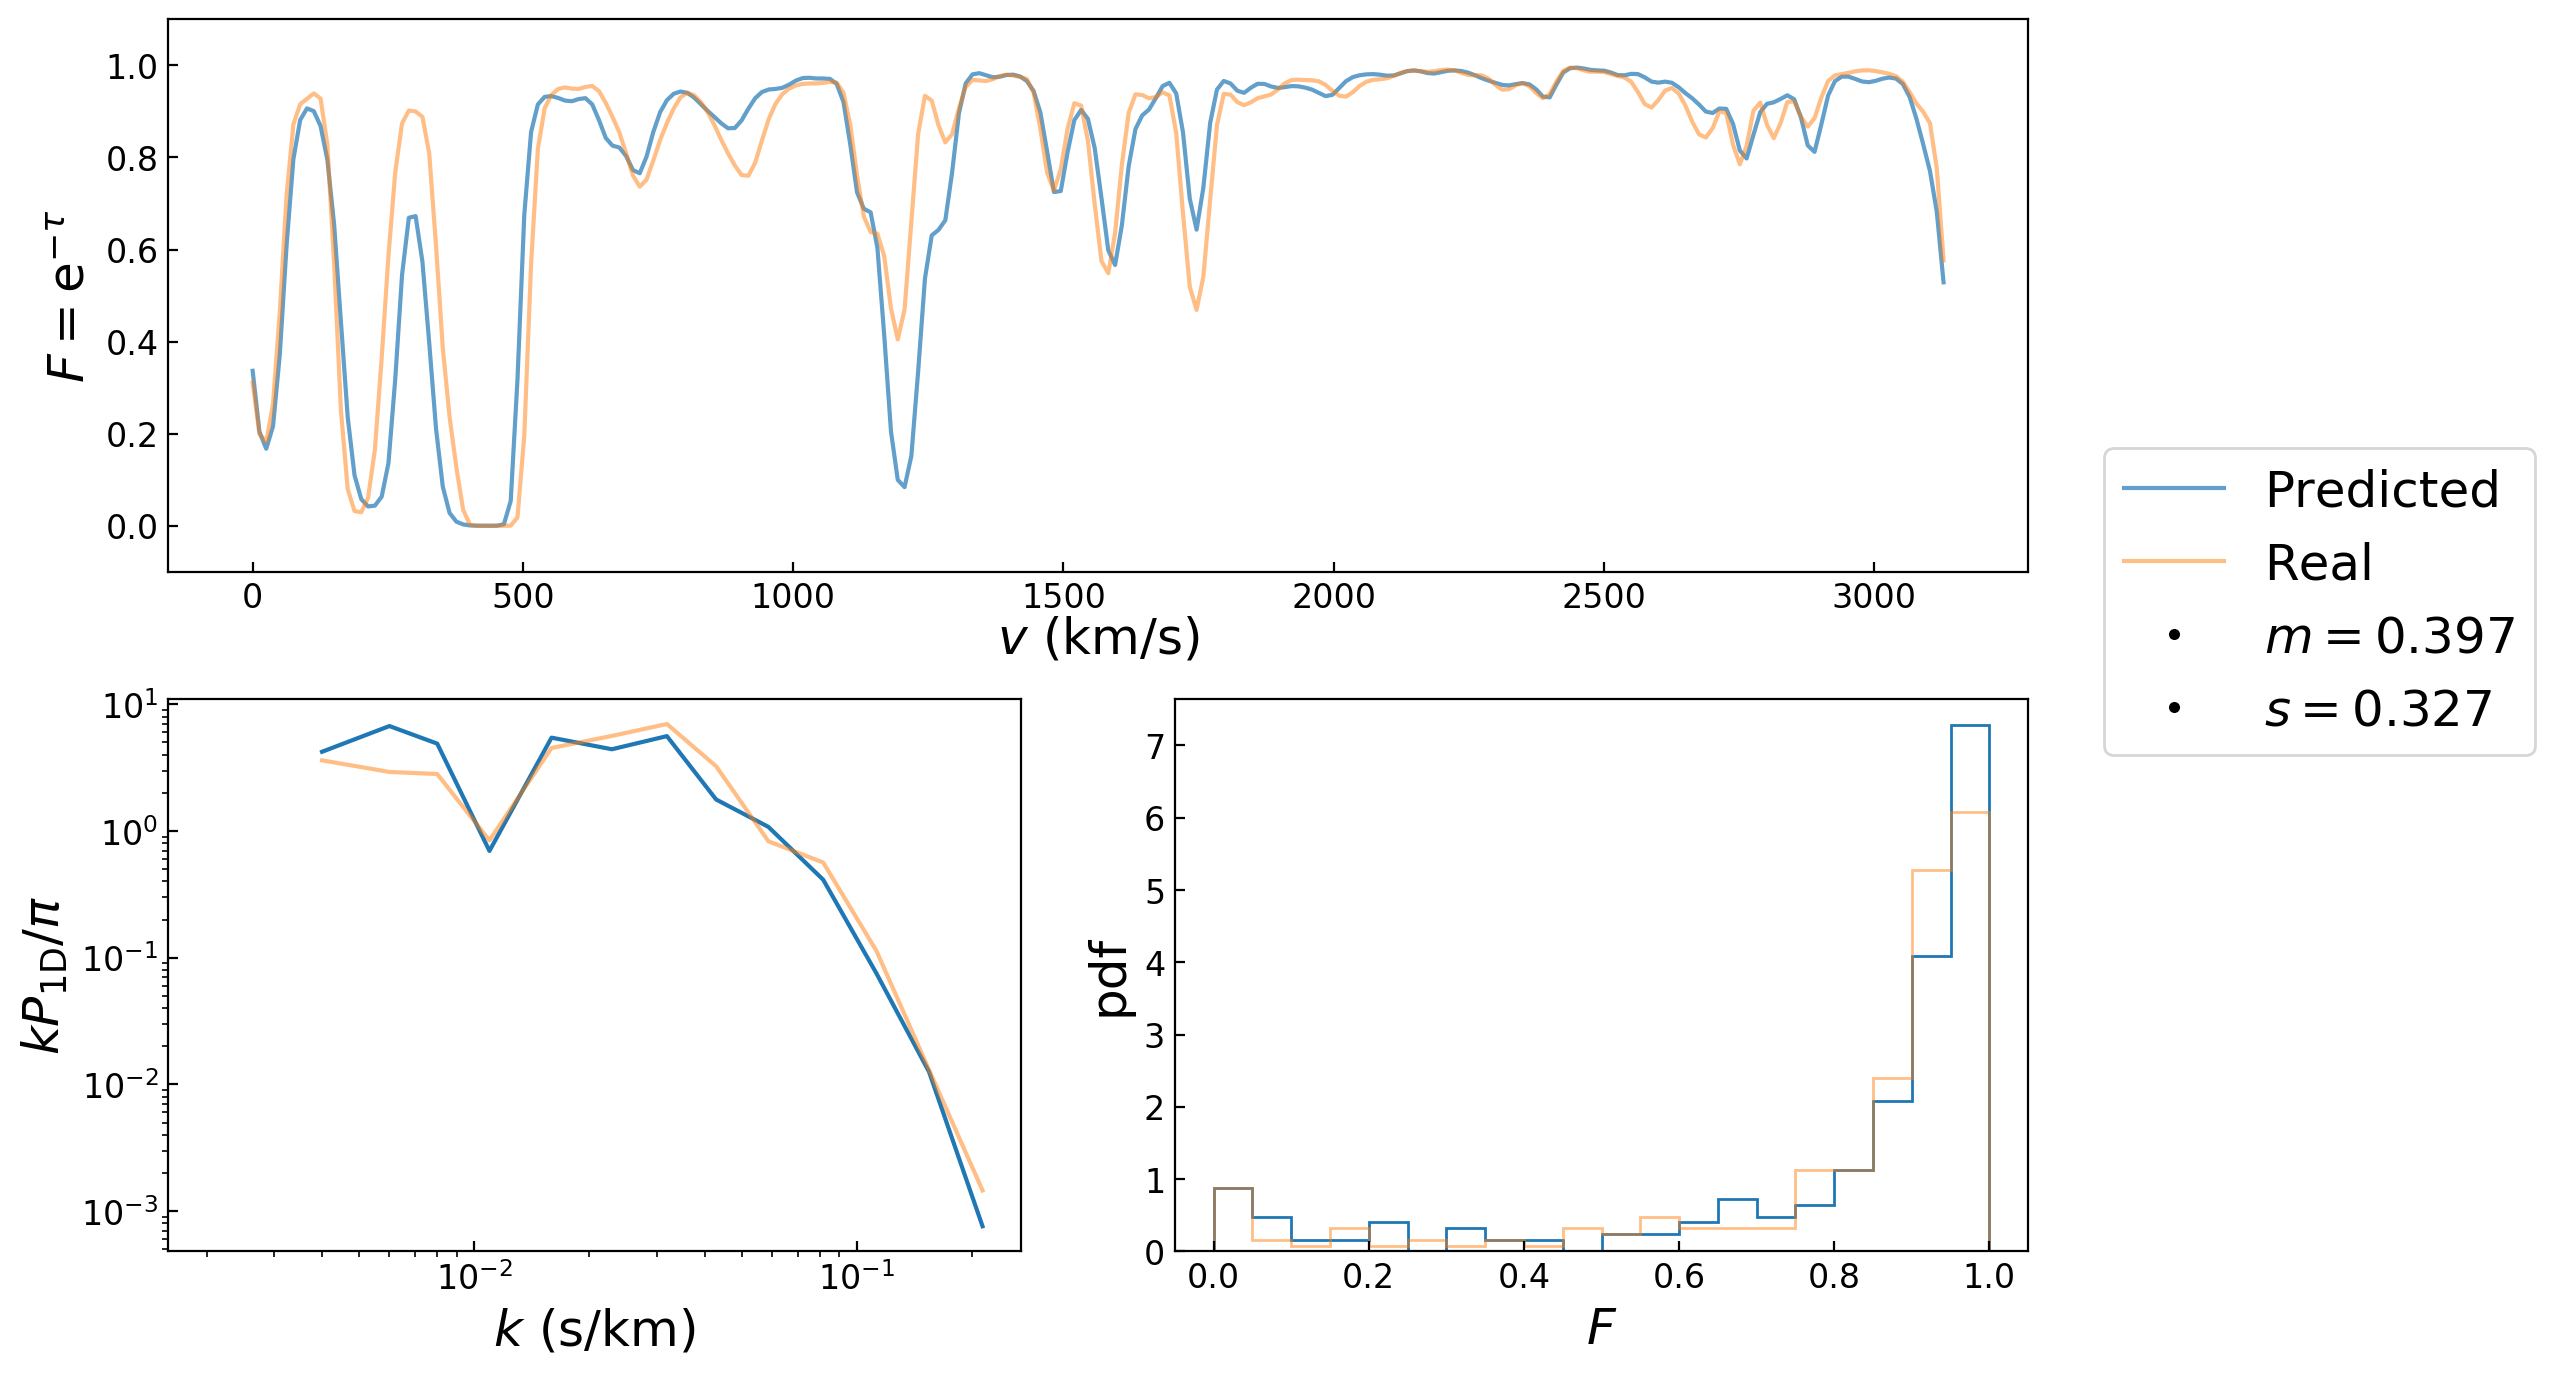 F = e^{−τ}
1.0
0.8
0.6
0.4
0.2
0.0
0 500 1000 1500 2000 2500 3000
v (km/s)
Predicted
Real
m = 0.397
s = 0.327
kP_{1D}/π
10^1
10^0
10^{−1}
10^{−2}
10^{−3}
10^{−2} 10^{−1}
k (s/km)
pdf
7
6
5
4
3
2
1
0
0.0 0.2 0.4 0.6 0.8 1.0
F